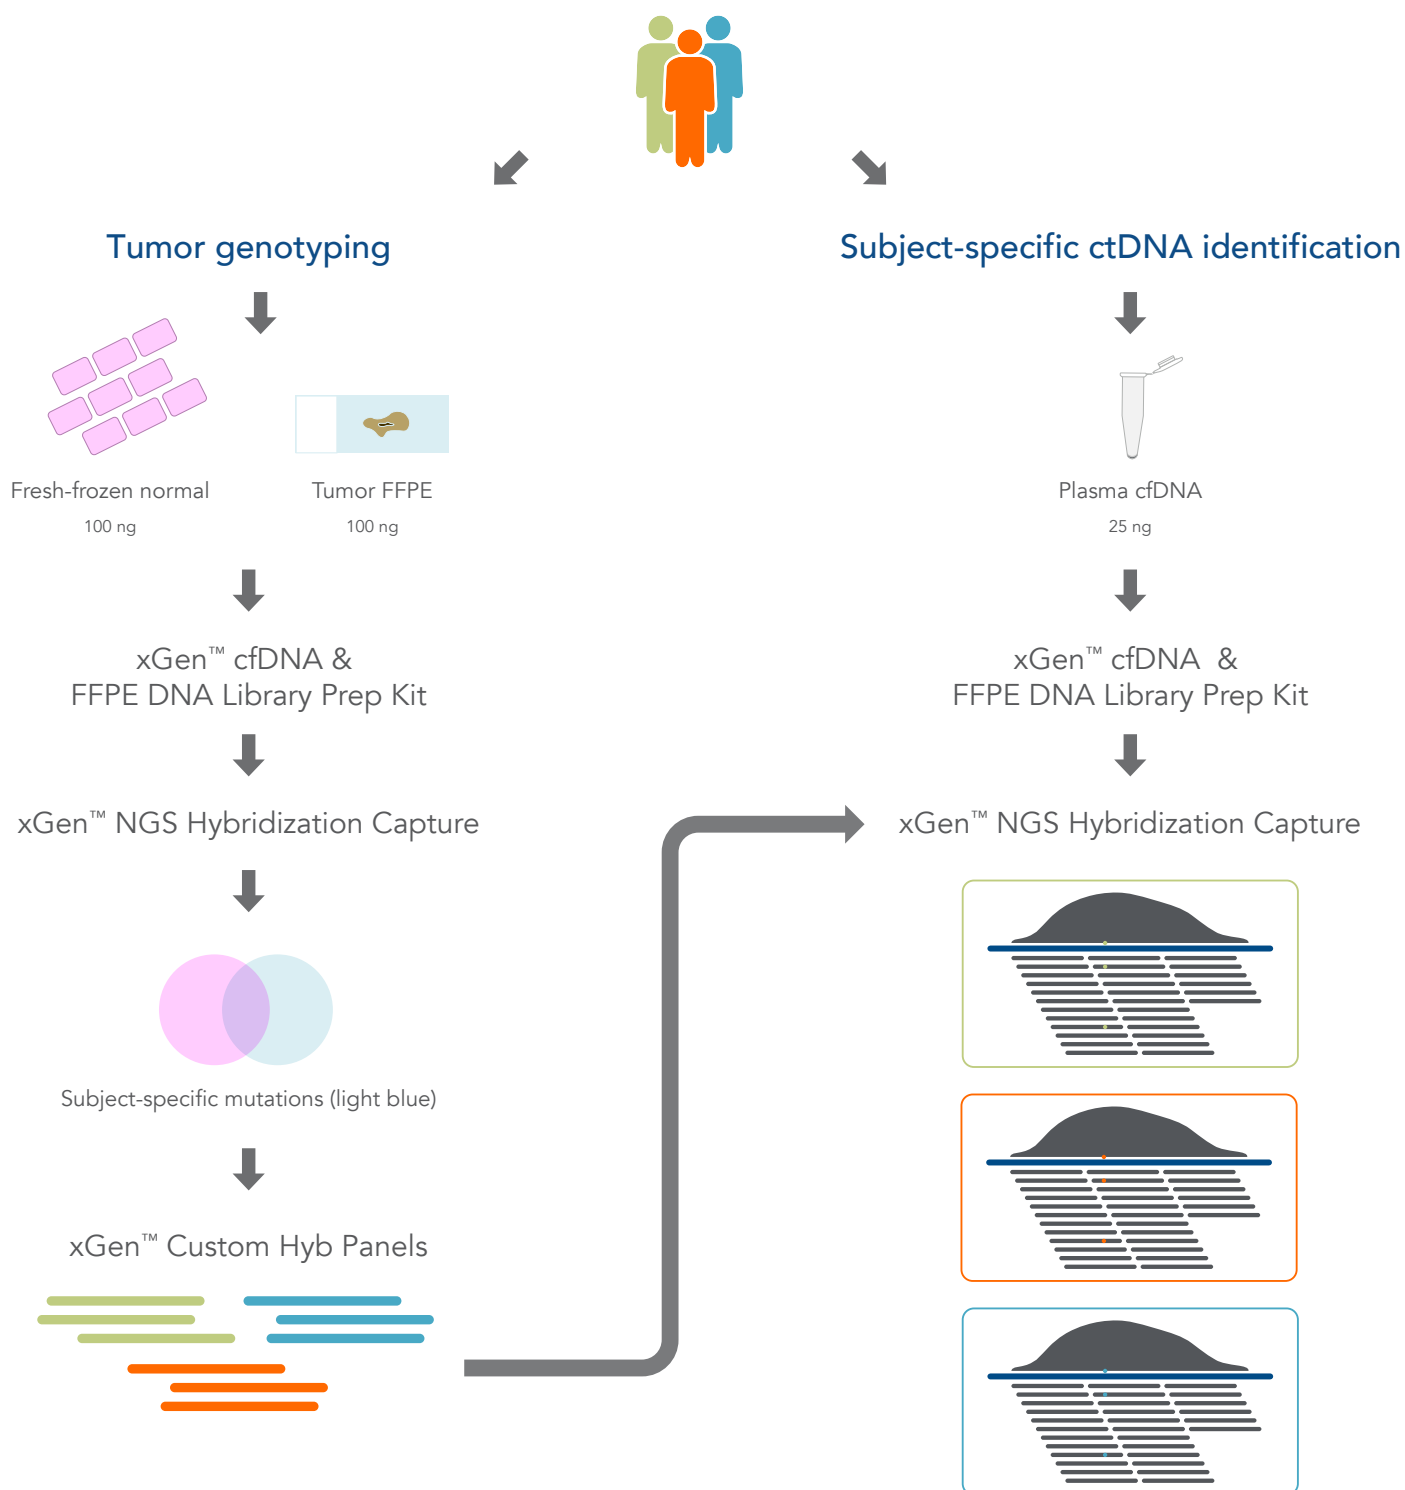 Tumor genotyping
Fresh-frozen normal
100 ng
Tumor FFPE
100 ng
xGen™ cfDNA &
FFPE DNA Library Prep Kit
xGen™ NGS Hybridization Capture
Subject-specific mutations (light blue)
xGen™ Custom Hyb Panels
Subject-specific ctDNA identification
Plasma cfDNA
25 ng
xGen™ cfDNA &
FFPE DNA Library Prep Kit
xGen™ NGS Hybridization Capture